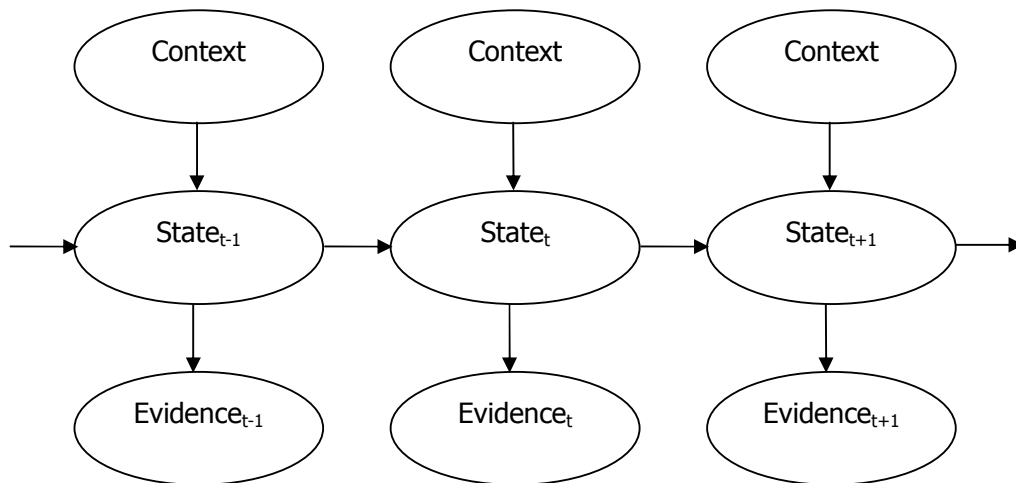 Context Context Context
State_{t-1} State_t State_{t+1}
Evidence_{t-1} Evidence_t Evidence_{t+1}